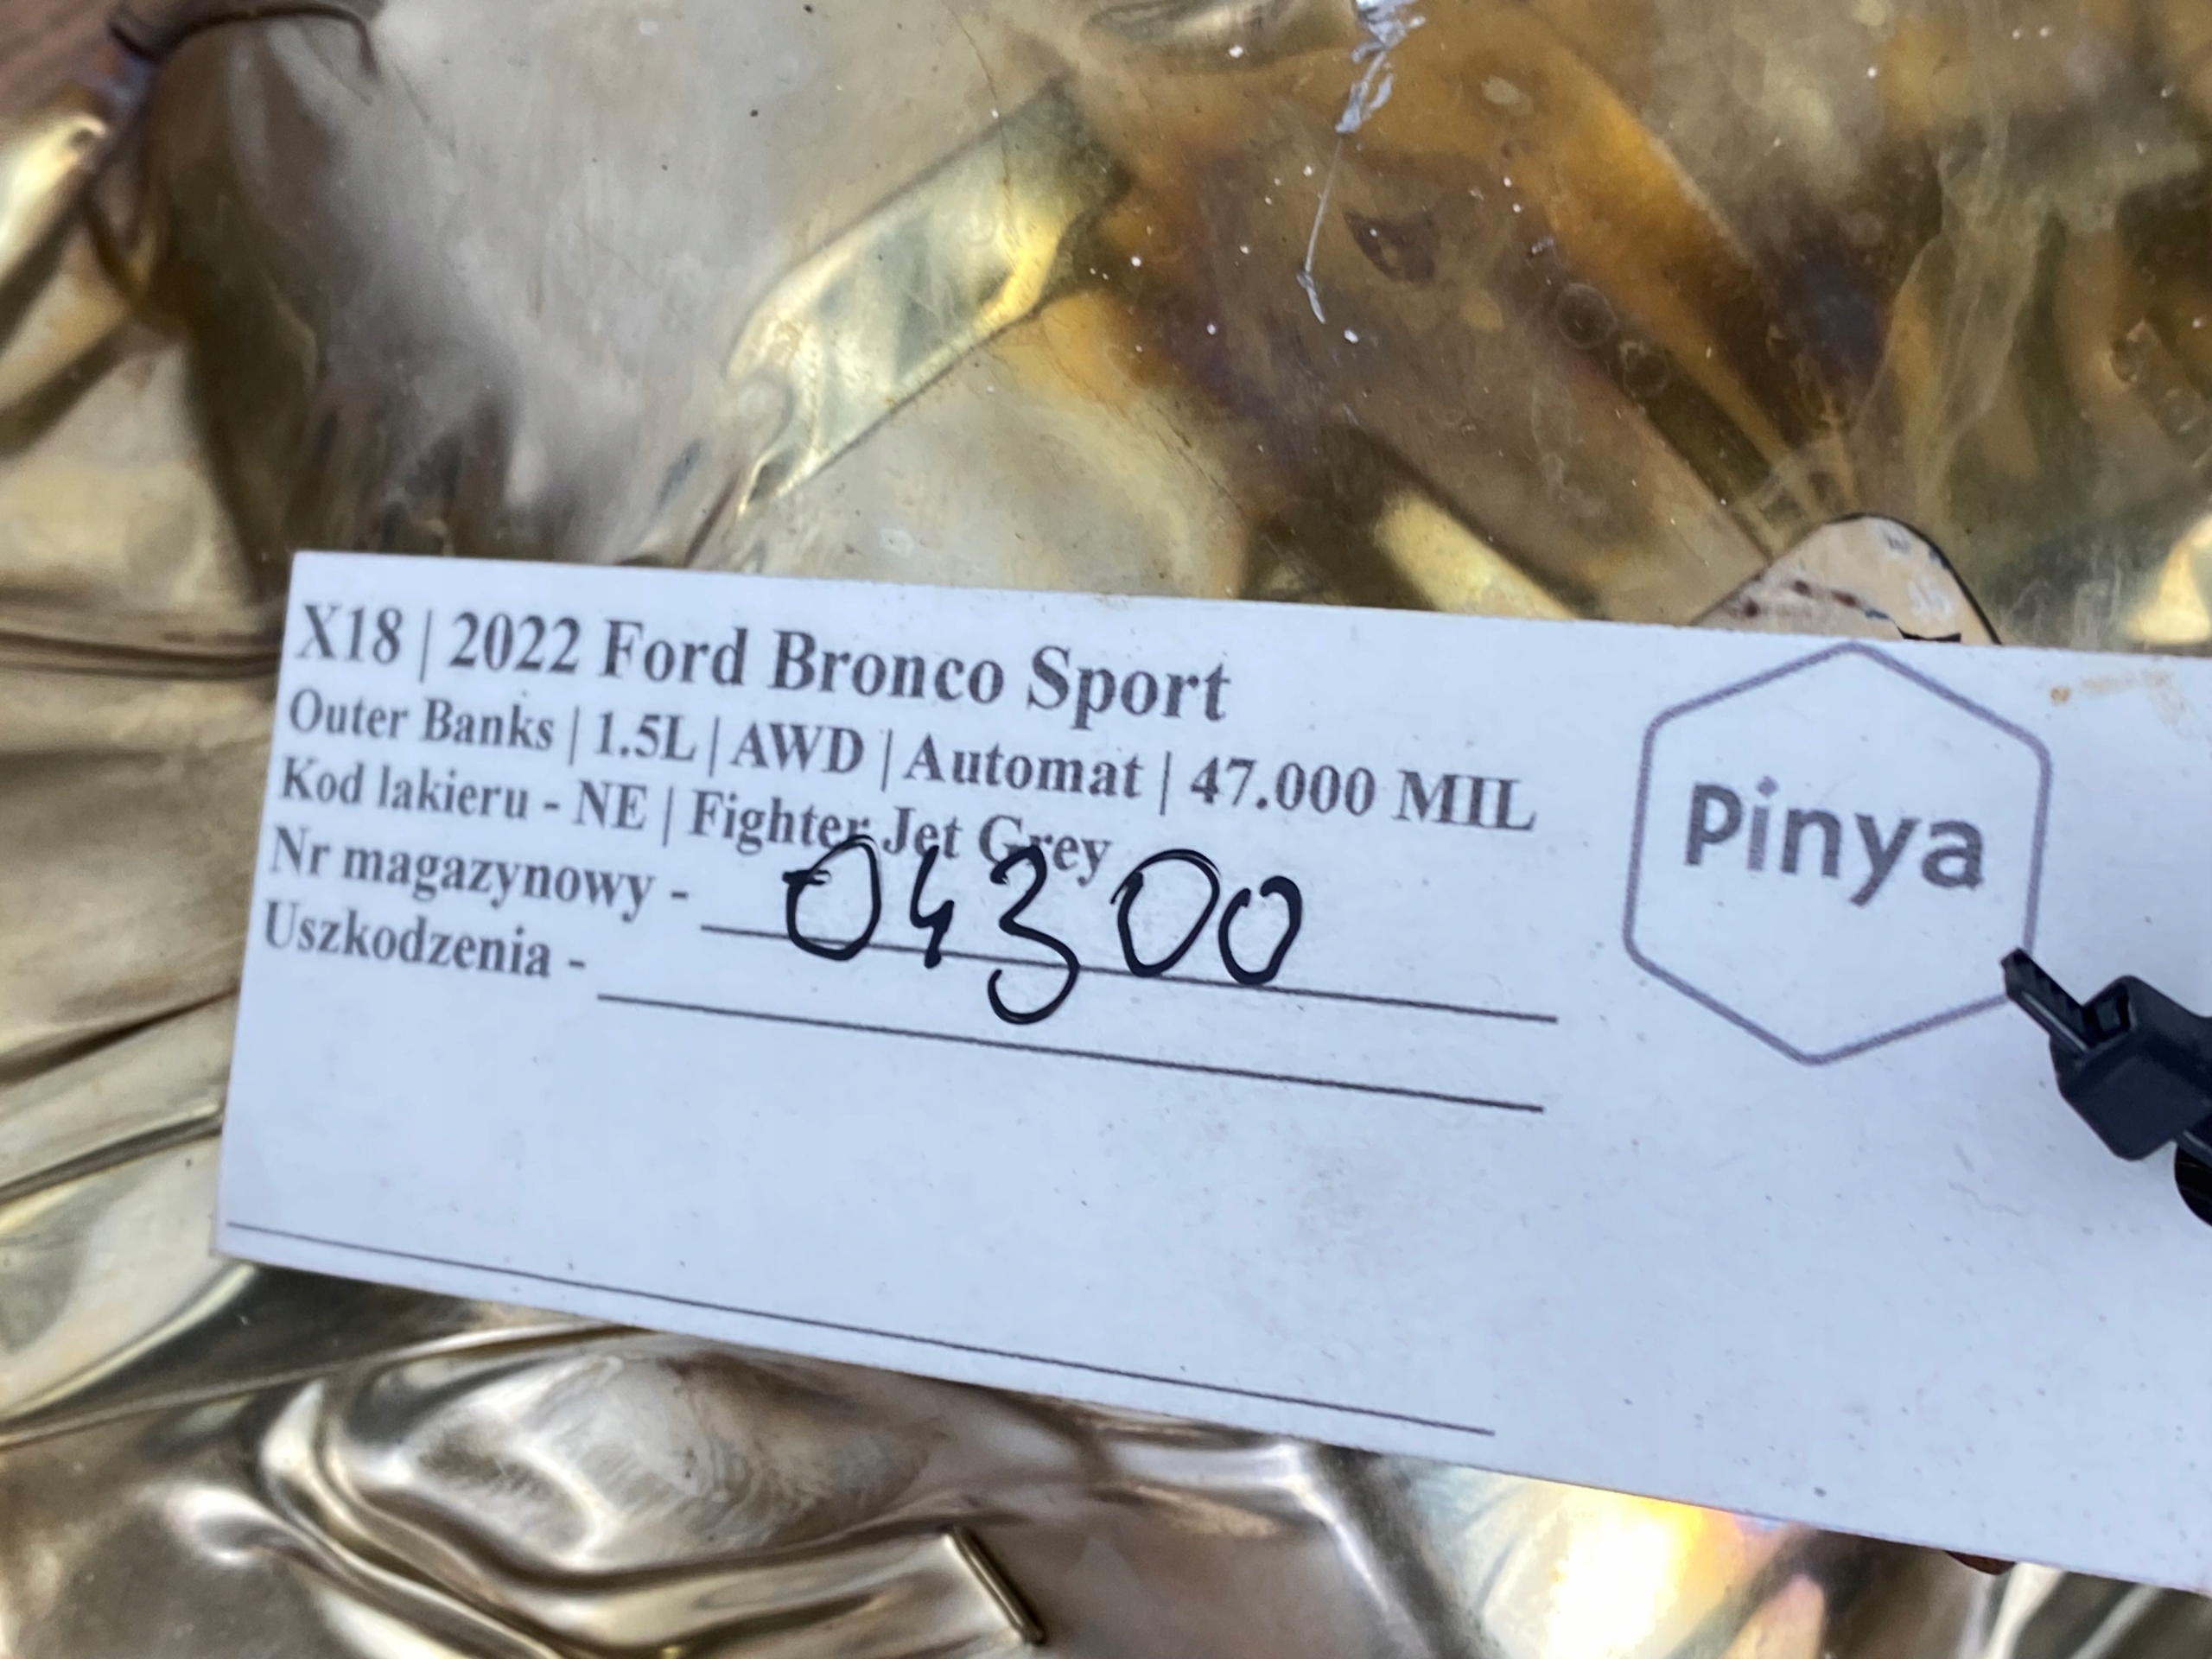 X18 | 2022 Ford Bronco Sport
Outer Banks | 1.5L | AWD | Automat | 47.000 MIL
Kod lakieru - NE | Fighter Jet Grey
Nr magazynowy - 04300
Uszkodzenia -
Pinya